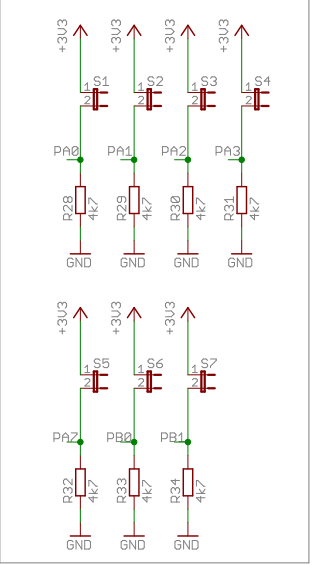 +3V3 +3V3 +3V3 +3V3
S1 S2 S3 S4
1 1 1 1
2 2 2 2
PA0 PA1 PA2 PA3
R28 4k7 R29 4k7 R30 4k7 R31 4k7
GND GND GND GND
+3V3 +3V3 +3V3
S5 S6 S7
1 1 1
2 2 2
PA7 PB0 PB1
R32 4k7 R33 4k7 R34 4k7
GND GND GND